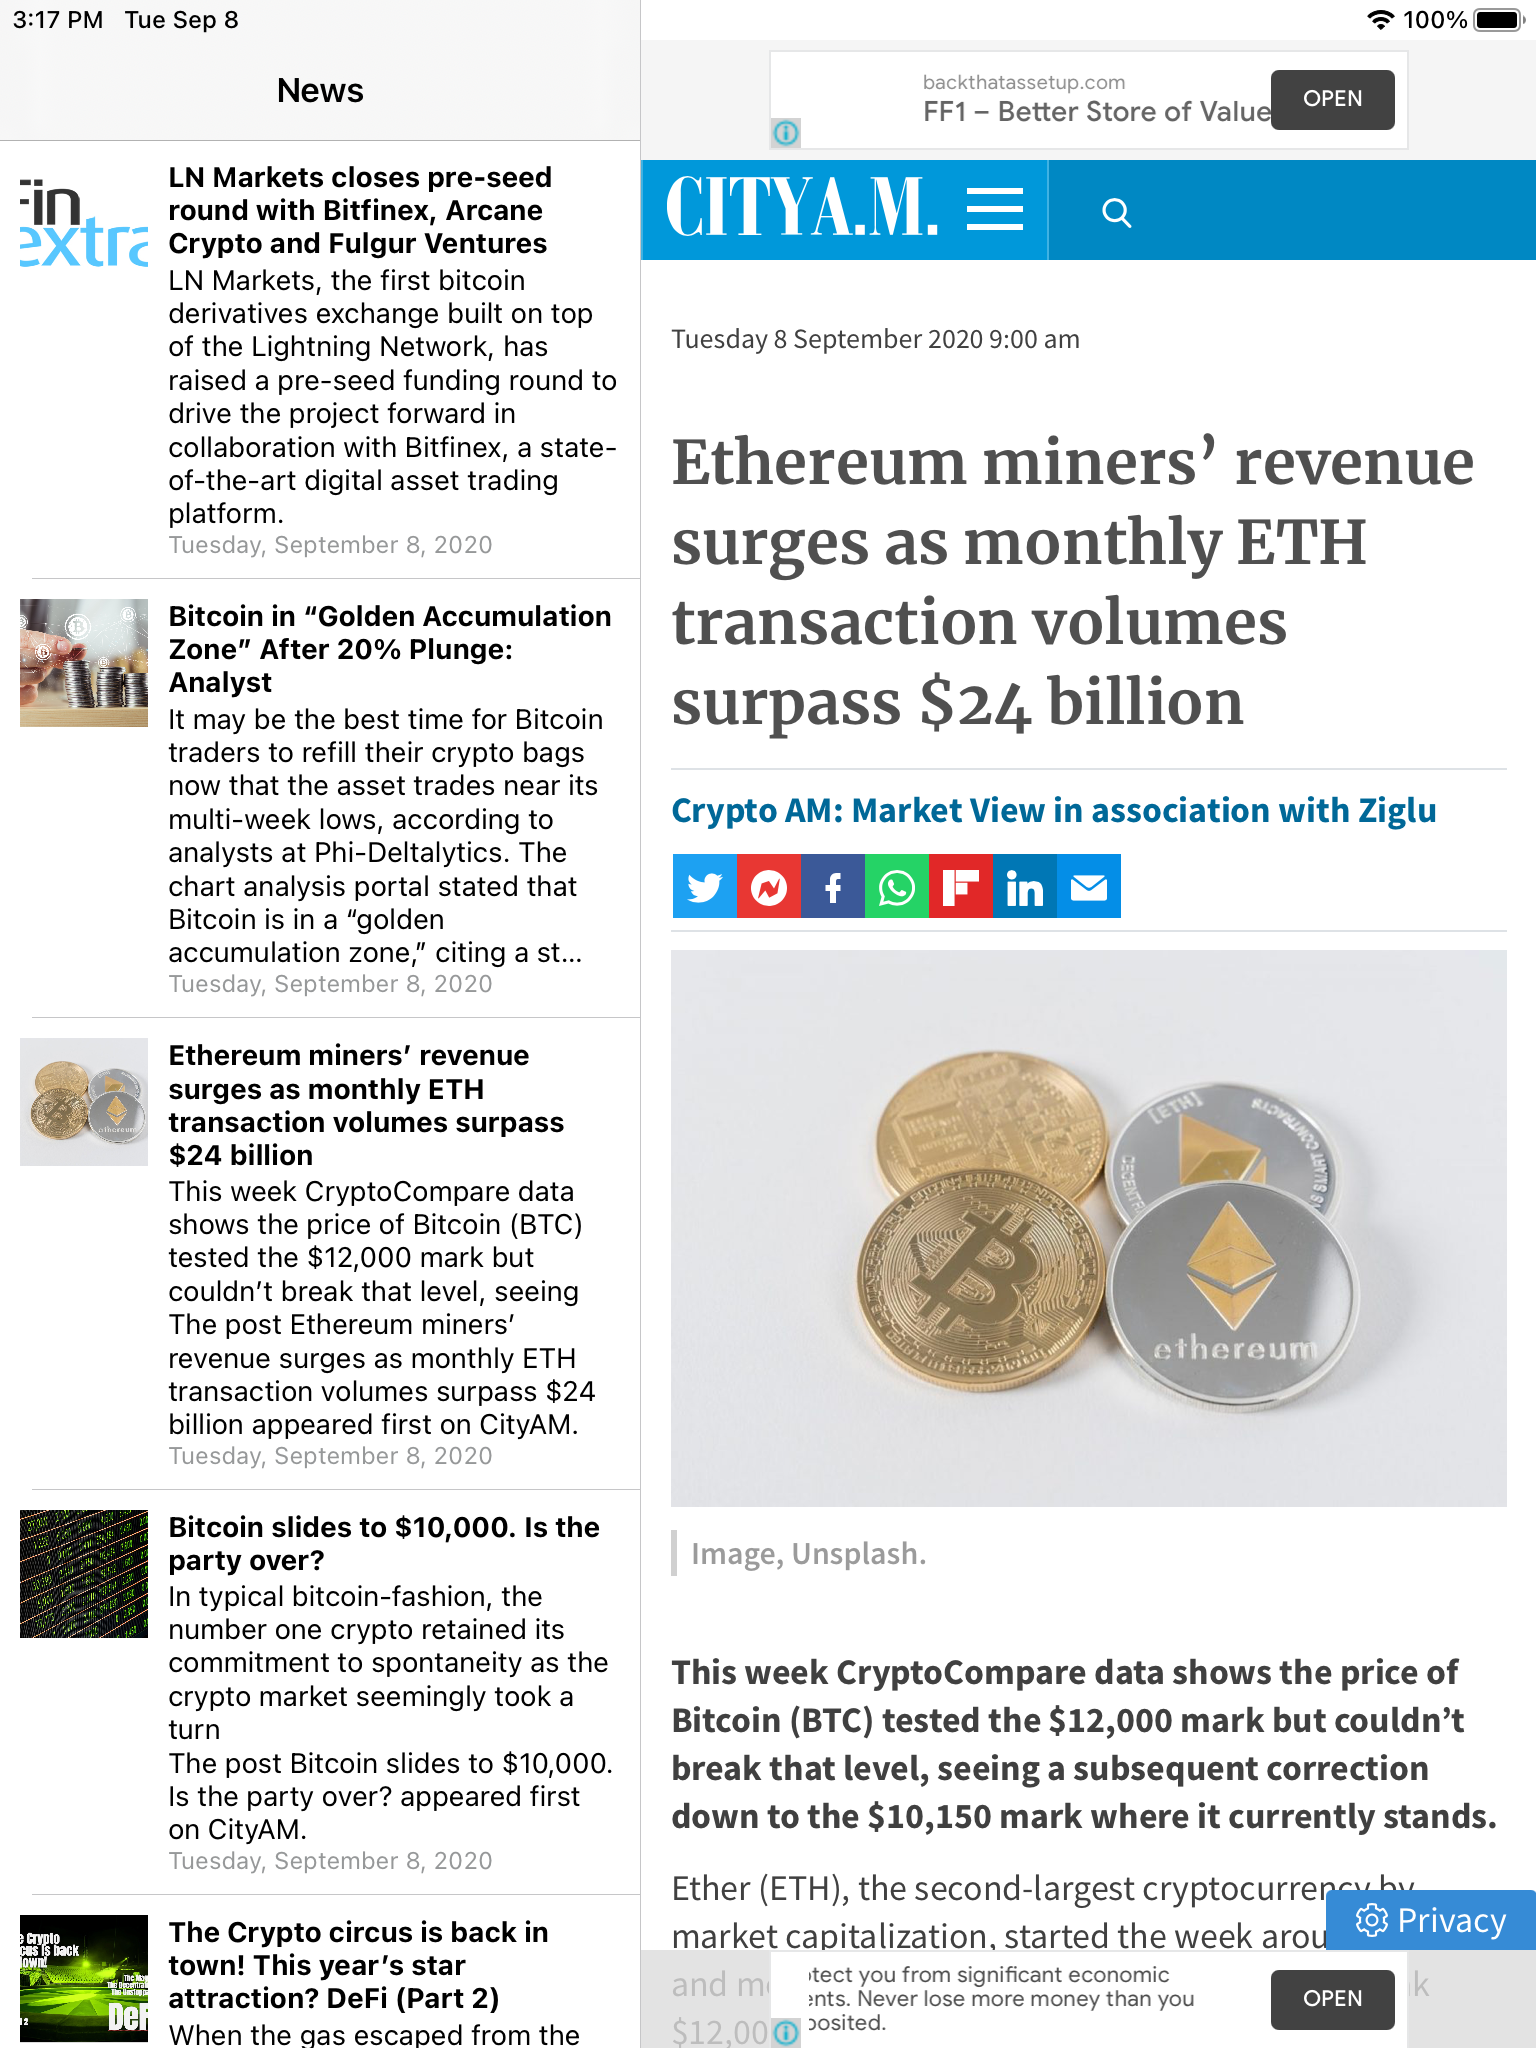 3:17 PM Tue Sep 8
100%
News
in
extra
LN Markets closes pre-seed
round with Bitfinex, Arcane
Crypto and Fulgur Ventures
LN Markets, the first bitcoin
derivatives exchange built on top
of the Lightning Network, has
raised a pre-seed funding round to
drive the project forward in
collaboration with Bitfinex, a state-
of-the-art digital asset trading
platform.
Tuesday, September 8, 2020
Bitcoin in “Golden Accumulation
Zone” After 20% Plunge:
Analyst
It may be the best time for Bitcoin
traders to refill their crypto bags
now that the asset trades near its
multi-week lows, according to
analysts at Phi-Deltalytics. The
chart analysis portal stated that
Bitcoin is in a “golden
accumulation zone,” citing a st...
Tuesday, September 8, 2020
ethereum
Ethereum miners’ revenue
surges as monthly ETH
transaction volumes surpass
$24 billion
This week CryptoCompare data
shows the price of Bitcoin (BTC)
tested the $12,000 mark but
couldn’t break that level, seeing
The post Ethereum miners’
revenue surges as monthly ETH
transaction volumes surpass $24
billion appeared first on CityAM.
Tuesday, September 8, 2020
Bitcoin slides to $10,000. Is the
party over?
In typical bitcoin-fashion, the
number one crypto retained its
commitment to spontaneity as the
crypto market seemingly took a
turn
The post Bitcoin slides to $10,000.
Is the party over? appeared first
on CityAM.
Tuesday, September 8, 2020
e Crypto
cus is back
own!
DeF
The Crypto circus is back in
town! This year’s star
attraction? DeFi (Part 2)
When the gas escaped from the
backthatassetup.com
FF1 – Better Store of Value
OPEN
CITYA.M.
Tuesday 8 September 2020 9:00 am
Ethereum miners’ revenue
surges as monthly ETH
transaction volumes
surpass $24 billion
Crypto AM: Market View in association with Ziglu
[ETH]
DECENTR
SMART CONTRACTS
ethereum
Image, Unsplash.
This week CryptoCompare data shows the price of
Bitcoin (BTC) tested the $12,000 mark but couldn’t
break that level, seeing a subsequent correction
down to the $10,150 mark where it currently stands.
Ether (ETH), the second-largest cryptocurrency by
market capitalization, started the week arou
Privacy
and m
k
$12,00
otect you from significant economic
ents. Never lose more money than you
posited.
OPEN